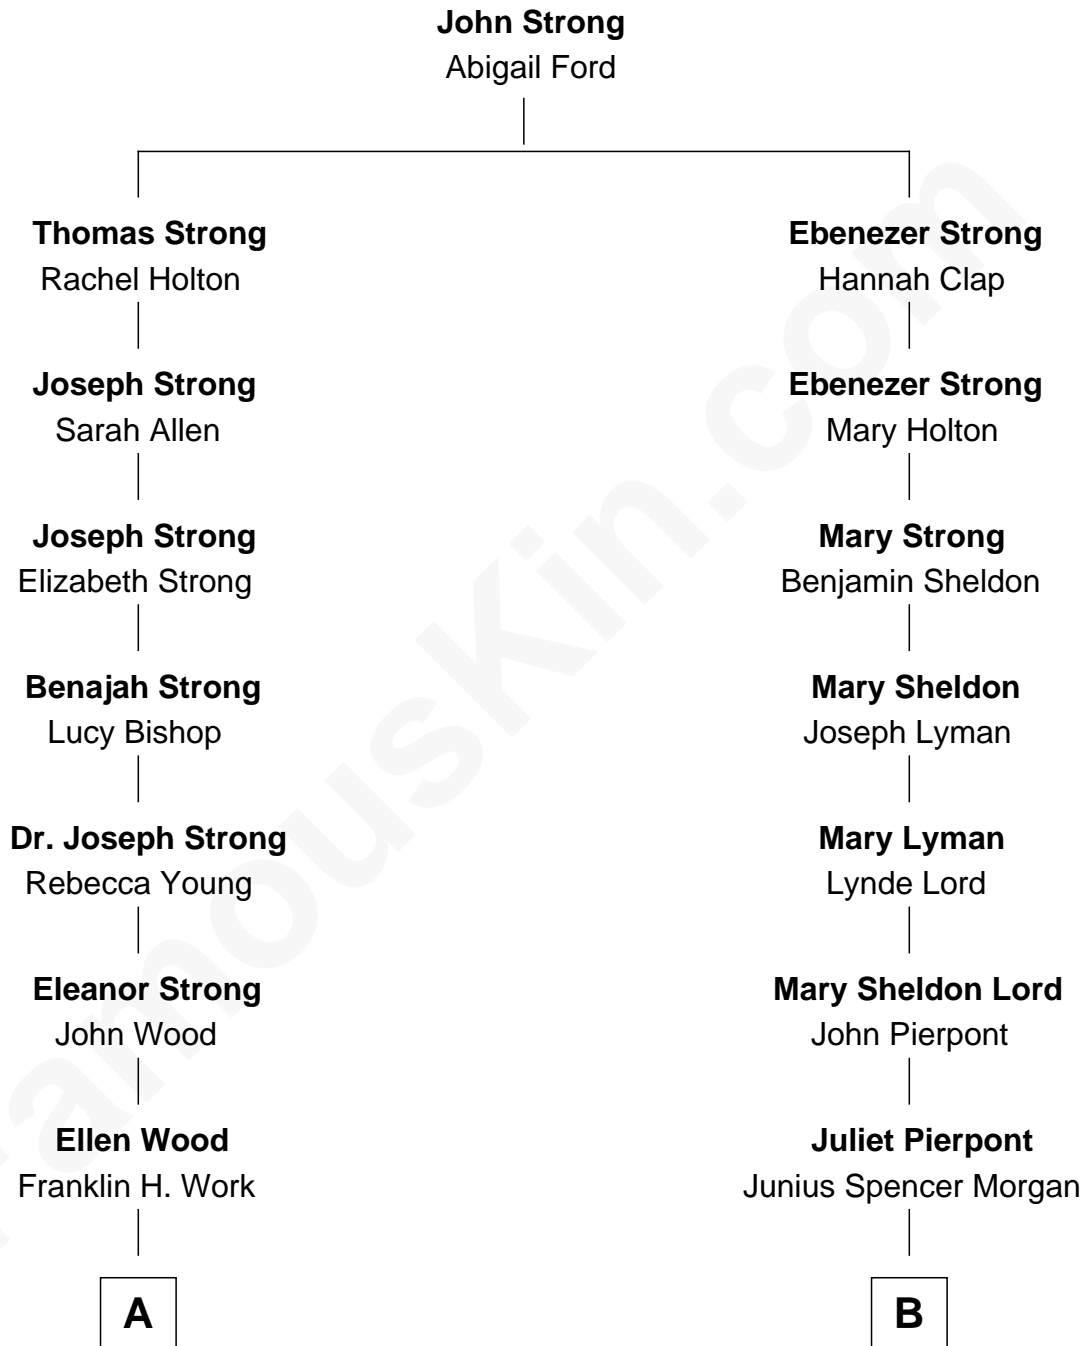 John Strong
Abigail Ford
Thomas Strong
Rachel Holton
Ebenezer Strong
Hannah Clap
Joseph Strong
Sarah Allen
Ebenezer Strong
Mary Holton
Joseph Strong
Elizabeth Strong
Mary Strong
Benjamin Sheldon
Benajah Strong
Lucy Bishop
Mary Sheldon
Joseph Lyman
Dr. Joseph Strong
Rebecca Young
Mary Lyman
Lynde Lord
Eleanor Strong
John Wood
Mary Sheldon Lord
John Pierpont
Ellen Wood
Franklin H. Work
Juliet Pierpont
Junius Spencer Morgan
A
B
FamousKin.com